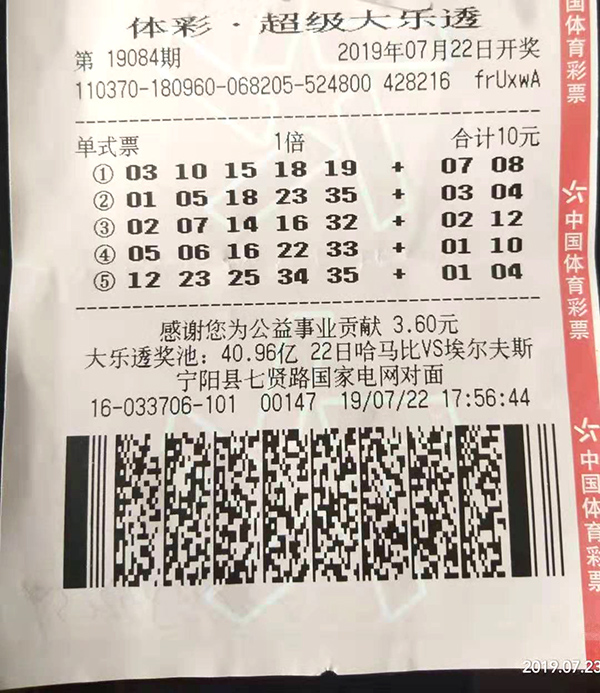 体彩·超级大乐透
第 19084期 2019年07月22日开奖
110370-180960-068205-524800 428216 frUxwA
单式票 1倍 合计10元
① 03 10 15 18 19 + 07 08
② 01 05 18 23 35 + 03 04
③ 02 07 14 16 32 + 02 12
④ 05 06 16 22 33 + 01 10
⑤ 12 23 25 34 35 + 01 04
感谢您为公益事业贡献 3.60元
大乐透奖池：40.96亿 22日哈马比VS埃尔夫斯
宁阳县七贤路国家电网对面
16-033706-101 00147 19/07/22 17:56:44
国体育彩票
中国体育彩票
中国体育彩票
2019.07.23